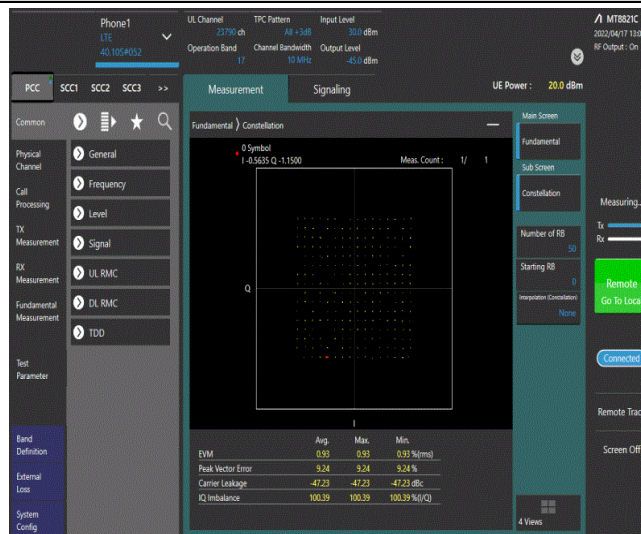 Phone1
LTE
40.105#052
UL Channel
23790 ch
TPC Pattern
All +3dB
Input Level
30.0 dBm
Operation Band
17
Channel Bandwidth
10 MHz
Output Level
-45.0 dBm
MT8821C
2022/04/17 13:0
RF Output : On
PCC SCC1 SCC2 SCC3 >>
Measurement Signaling
UE Power : 20.0 dBm
Common
Physical
Channel
Call
Processing
TX
Measurement
RX
Measurement
Fundamental
Measurement
Test
Parameter
Band
Definition
External
Loss
System
Config
General
Frequency
Level
Signal
UL RMC
DL RMC
TDD
Fundamental ⟩ Constellation
0 Symbol
I -0.5635 Q -1.1500 Meas. Count : 1/ 1
Q
I
Avg. Max. Min.
EVM 0.93 0.93 0.93 %(rms)
Peak Vector Error 9.24 9.24 9.24 %
Carrier Leakage -47.23 -47.23 -47.23 dBc
IQ Imbalance 100.39 100.39 100.39 %(I/Q)
Main Screen
Fundamental
Sub Screen
Constellation
Number of RB
50
Starting RB
0
Interpolation (Constellation)
None
4 Views
Measuring..
Tx
Rx
Remote
Go To Loca
Connected
Remote Trac
Screen Off